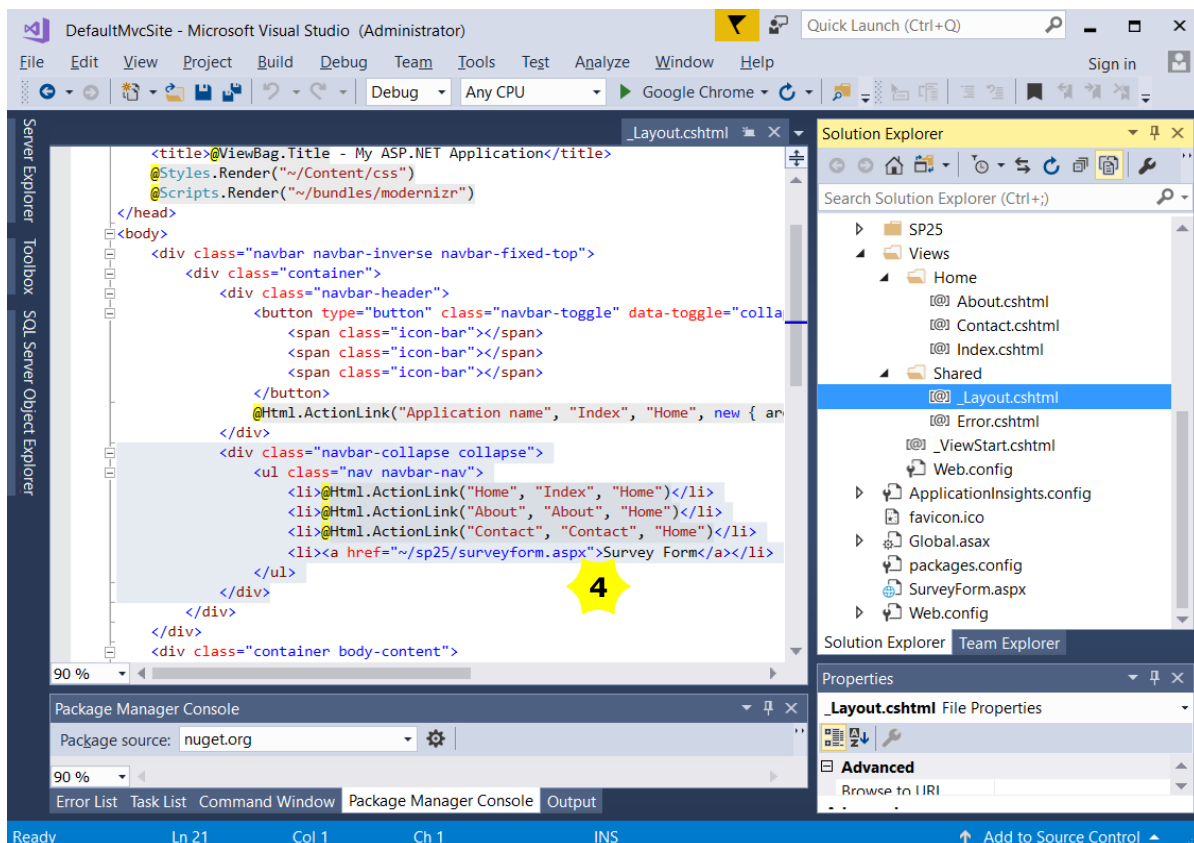 DefaultMvcSite - Microsoft Visual Studio (Administrator)
Quick Launch (Ctrl+Q)
File Edit View Project Build Debug Team Tools Test Analyze Window Help
Sign in
Debug Any CPU Google Chrome
Server Explorer
Toolbox
SQL Server Object Explorer
_Layout.cshtml
<title>@ViewBag.Title - My ASP.NET Application</title>
@Styles.Render("~/Content/css")
@Scripts.Render("~/bundles/modernizr")
</head>
<body>
<div class="navbar navbar-inverse navbar-fixed-top">
<div class="container">
<div class="navbar-header">
<button type="button" class="navbar-toggle" data-toggle="colla
<span class="icon-bar"></span>
<span class="icon-bar"></span>
<span class="icon-bar"></span>
</button>
@Html.ActionLink("Application name", "Index", "Home", new { ar
</div>
<div class="navbar-collapse collapse">
<ul class="nav navbar-nav">
<li>@Html.ActionLink("Home", "Index", "Home")</li>
<li>@Html.ActionLink("About", "About", "Home")</li>
<li>@Html.ActionLink("Contact", "Contact", "Home")</li>
<li><a href="~/sp25/surveyform.aspx">Survey Form</a></li>
</ul>
4
</div>
</div>
</div>
<div class="container body-content">
90 %
Package Manager Console
Package source: nuget.org
90 %
Error List Task List Command Window Package Manager Console Output
Solution Explorer
Search Solution Explorer (Ctrl+;)
SP25
Views
Home
[@] About.cshtml
[@] Contact.cshtml
[@] Index.cshtml
Shared
[@] _Layout.cshtml
[@] Error.cshtml
[@] _ViewStart.cshtml
Web.config
ApplicationInsights.config
favicon.ico
Global.asax
packages.config
SurveyForm.aspx
Web.config
Solution Explorer Team Explorer
Properties
_Layout.cshtml File Properties
Advanced
Browse to URL
Ready Ln 21 Col 1 Ch 1 INS Add to Source Control